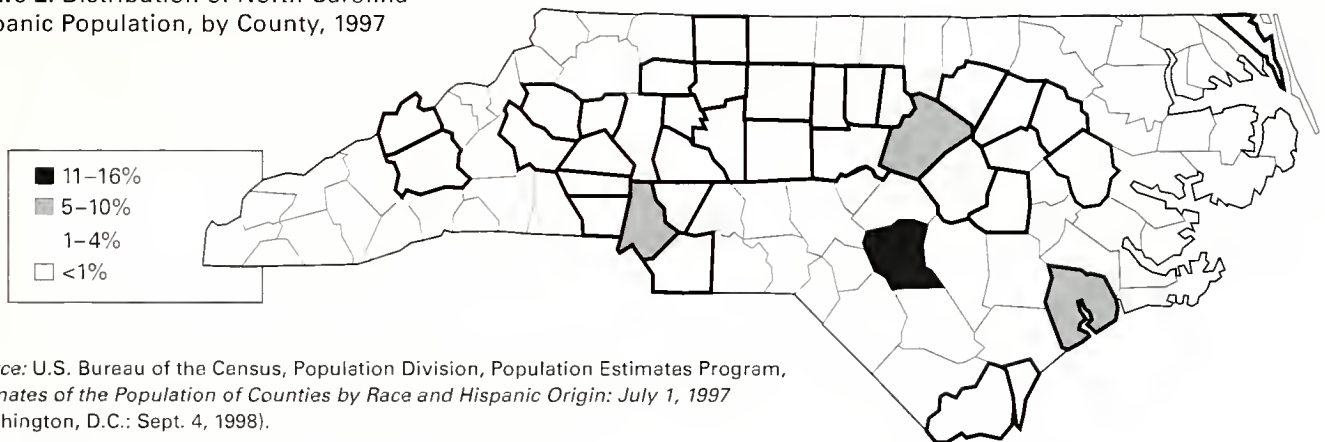 2. Distribution of North Carolina
panic Population, by County, 1997
11–16%
5–10%
1–4%
<1%
rce: U.S. Bureau of the Census, Population Division, Population Estimates Program,
mates of the Population of Counties by Race and Hispanic Origin: July 1, 1997
hington, D.C.: Sept. 4, 1998).